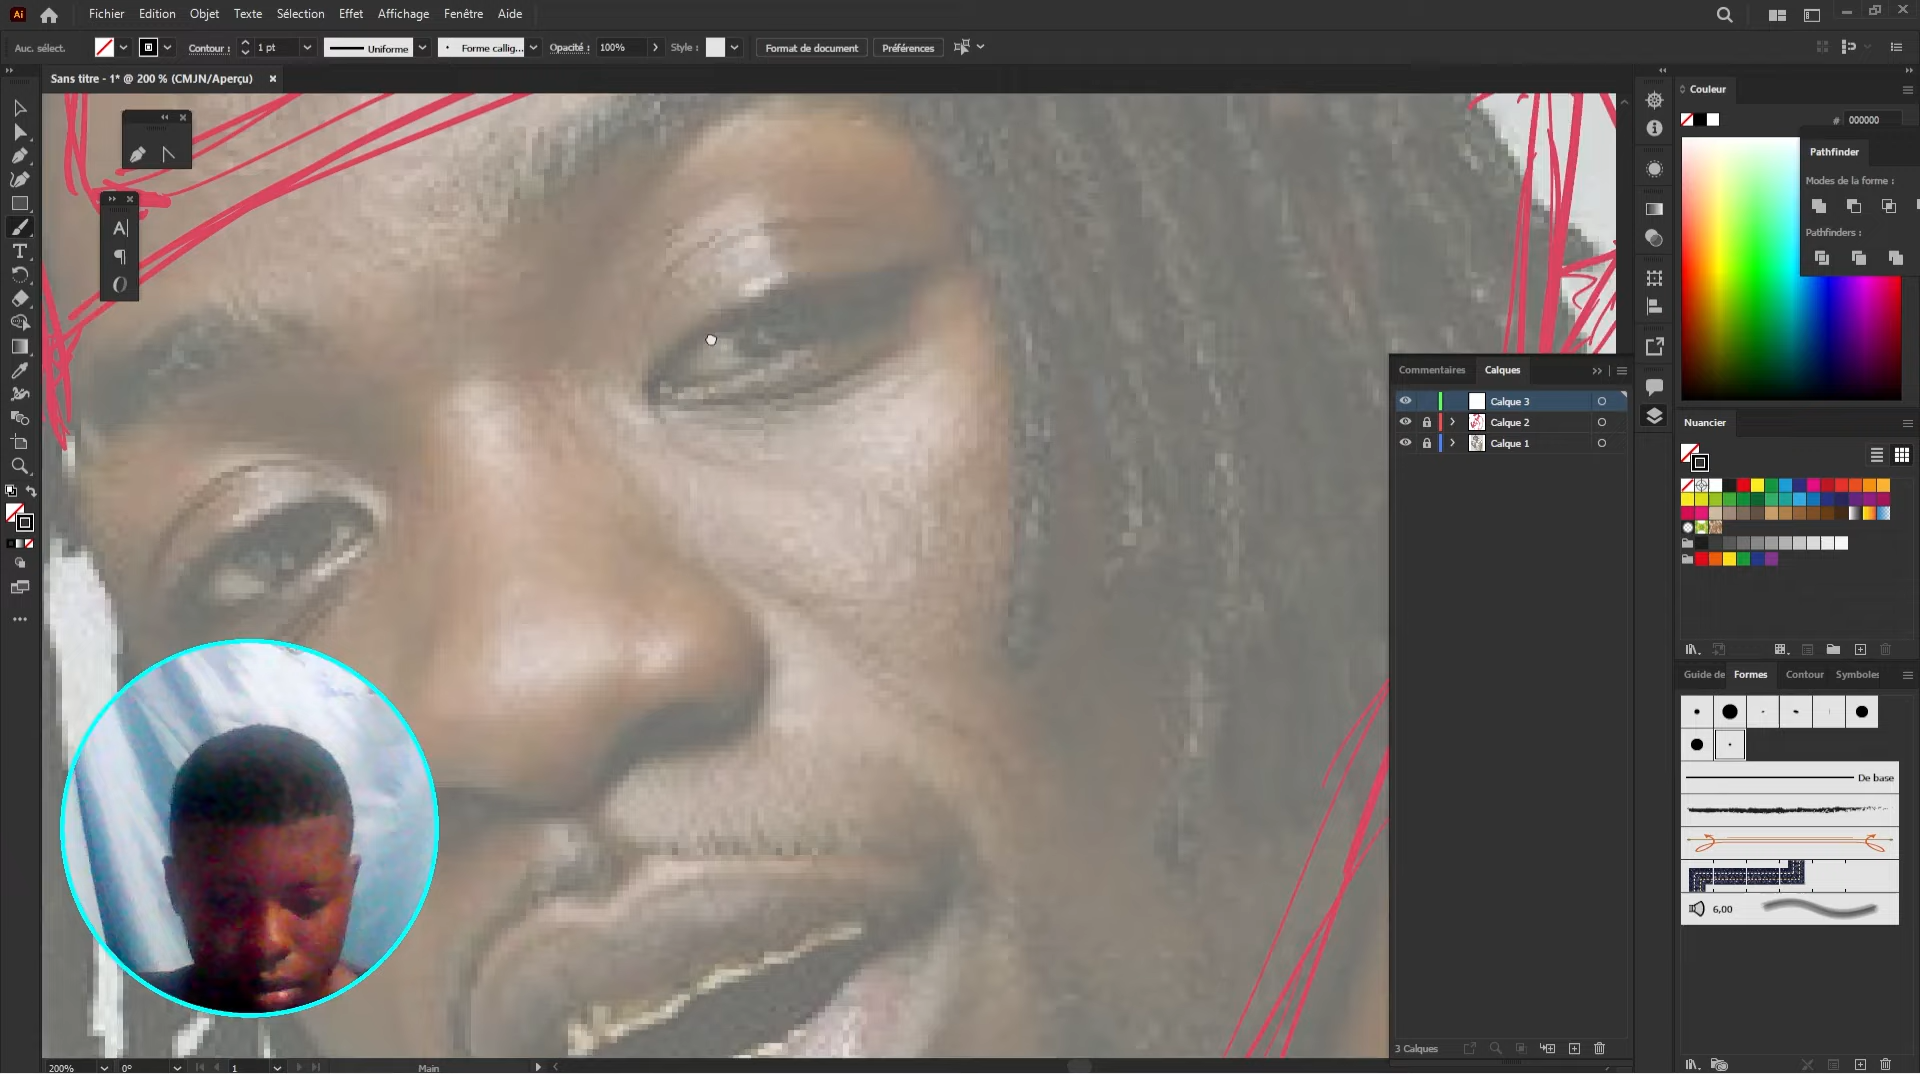 Ai Fichier Edition Objet Texte Sélection Effet Affichage Fenêtre Aide
Auc. sélect. Contour : 1 pt Uniforme Forme callig... Opacité : 100% Style : Format de document Préférences
Sans titre - 1* @ 200 % (CMJN/Aperçu)
Couleur
# 000000
Pathfinder
Modes de la forme :
Pathfinders :
Commentaires Calques
Calque 3
Calque 2
Calque 1
Nuancier
Guide de Formes Contour Symboles
De base
6,00
3 Calques
200% 0° 1 Main